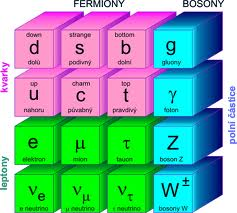 FERMIONY BOSONY
kvarky
down strange bottom
d s b g
dolů podivný dolní gluony
up charm top
u c t γ
nahoru půvabný pravdivý foton
polní částice
leptony
e μ τ Z
elektron mion tauon boson Z
νe νμ ντ W±
e neutrino μ neutrino τ neutrino bosony W